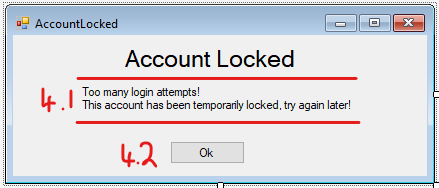 AccountLocked
Account Locked
4.1
Too many login attempts!
This account has been temporarily locked, try again later!
4.2
Ok